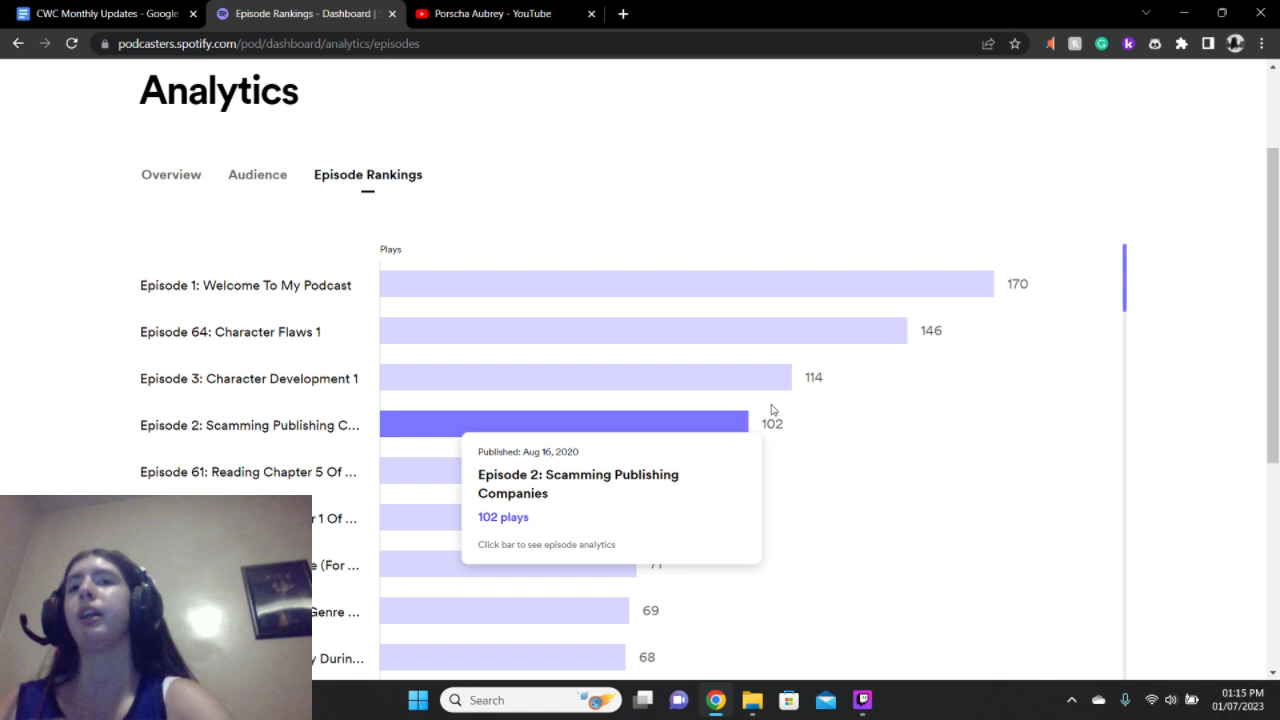 CWC Monthly Updates - Google
Episode Rankings - Dashboard |
Porscha Aubrey - YouTube
podcasters.spotify.com/pod/dashboard/analytics/episodes
Analytics
Overview
Audience
Episode Rankings
Plays
Episode 1: Welcome To My Podcast
170
Episode 64: Character Flaws 1
146
Episode 3: Character Development 1
114
Episode 2: Scamming Publishing C...
102
Published: Aug 16, 2020
Episode 2: Scamming Publishing
Companies
102 plays
Click bar to see episode analytics
Episode 61: Reading Chapter 5 Of ...
1 Of ...
e (For ...
71
Genre ...
69
Durin...
68
Search
01:15 PM
01/07/2023